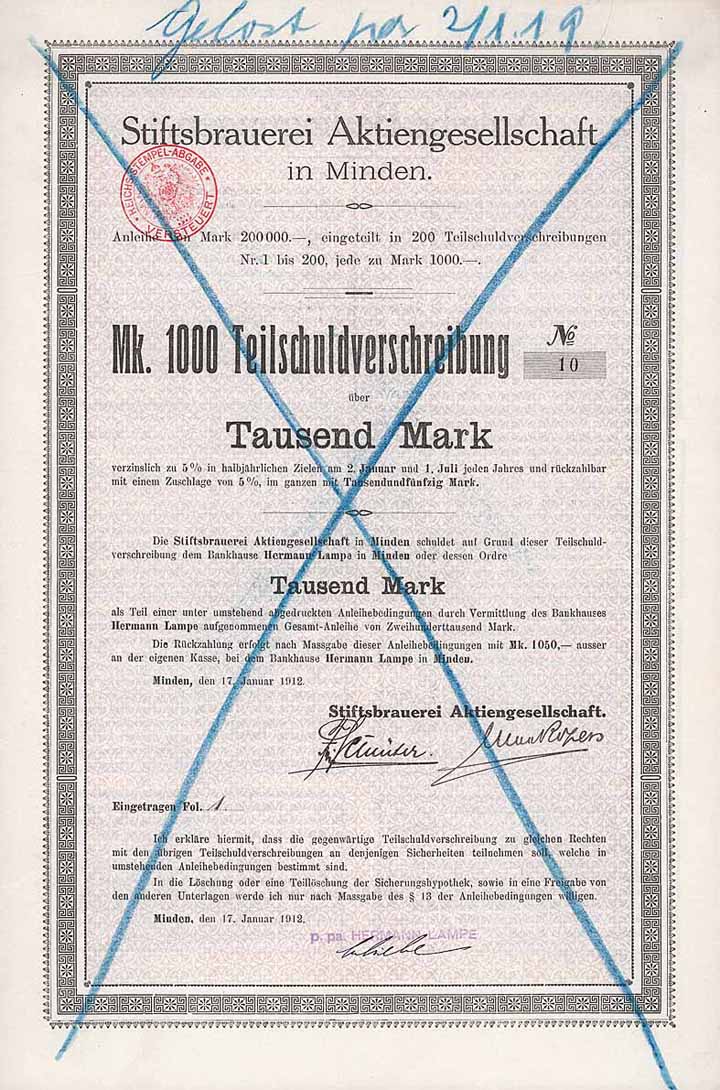 Gelost per 2/1.19.
Stiftsbrauerei Aktiengesellschaft
in Minden.
REICHS-STEMPEL-ABGABE.
VERSTEUERT
Anleihe von Mark 200 000.—, eingeteilt in 200 Teilschuldverschreibungen
Nr. 1 bis 200, jede zu Mark 1000.—.
Mk. 1000 Teilschuldverschreibung
No
10
über
Tausend Mark
verzinslich zu 5% in halbjährlichen Zielen am 2. Januar und 1. Juli jeden Jahres und rückzahlbar
mit einem Zuschlage von 5%, im ganzen mit Tausendundfünfzig Mark.
Die Stiftsbrauerei Aktiengesellschaft in Minden schuldet auf Grund dieser Teilschuld-
verschreibung dem Bankhause Hermann Lampe in Minden oder dessen Ordre
Tausend Mark
als Teil einer unter umstehend abgedruckten Anleihebedingungen durch Vermittlung des Bankhauses
Hermann Lampe aufgenommenen Gesamt-Anleihe von Zweihunderttausend Mark.
Die Rückzahlung erfolgt nach Massgabe dieser Anleihebedingungen mit Mk. 1050,— ausser
an der eigenen Kasse, bei dem Bankhause Hermann Lampe in Minden.
Minden, den 17. Januar 1912.
Stiftsbrauerei Aktiengesellschaft.
Eingetragen Fol. 1.
Ich erkläre hiermit, dass die gegenwärtige Teilschuldverschreibung zu gleichen Rechten
mit den übrigen Teilschuldverschreibungen an denjenigen Sicherheiten teilnehmen soll, welche in
umstehenden Anleihebedingungen bestimmt sind.
In die Löschung oder eine Teillöschung der Sicherungshypothek, sowie in eine Freigabe von
den anderen Unterlagen werde ich nur nach Massgabe des § 13 der Anleihebedingungen willigen.
Minden, den 17. Januar 1912.
p. pa. HERMANN LAMPE